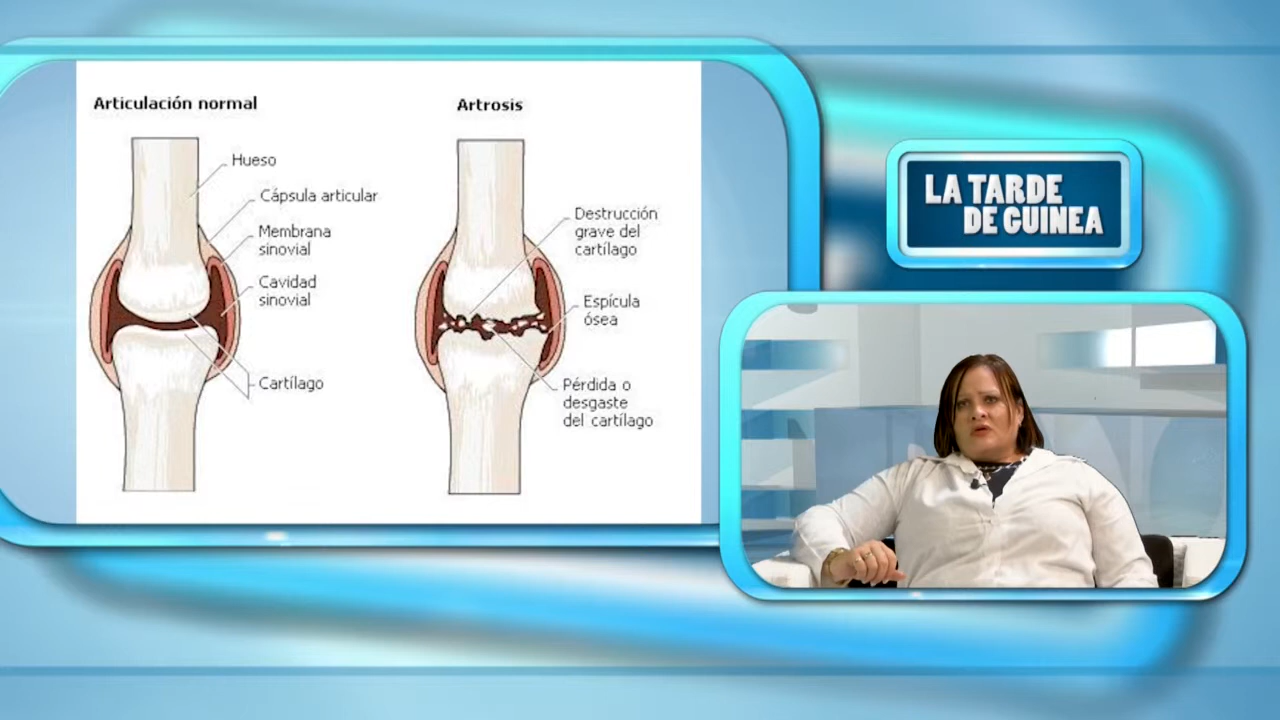 Articulación normal
Hueso
Cápsula articular
Membrana
sinovial
Cavidad
sinovial
Cartílago
Artrosis
Destrucción
grave del
cartílago
Espícula
ósea
Pérdida o
desgaste
del cartílago
LA TARDE
DE GUINEA